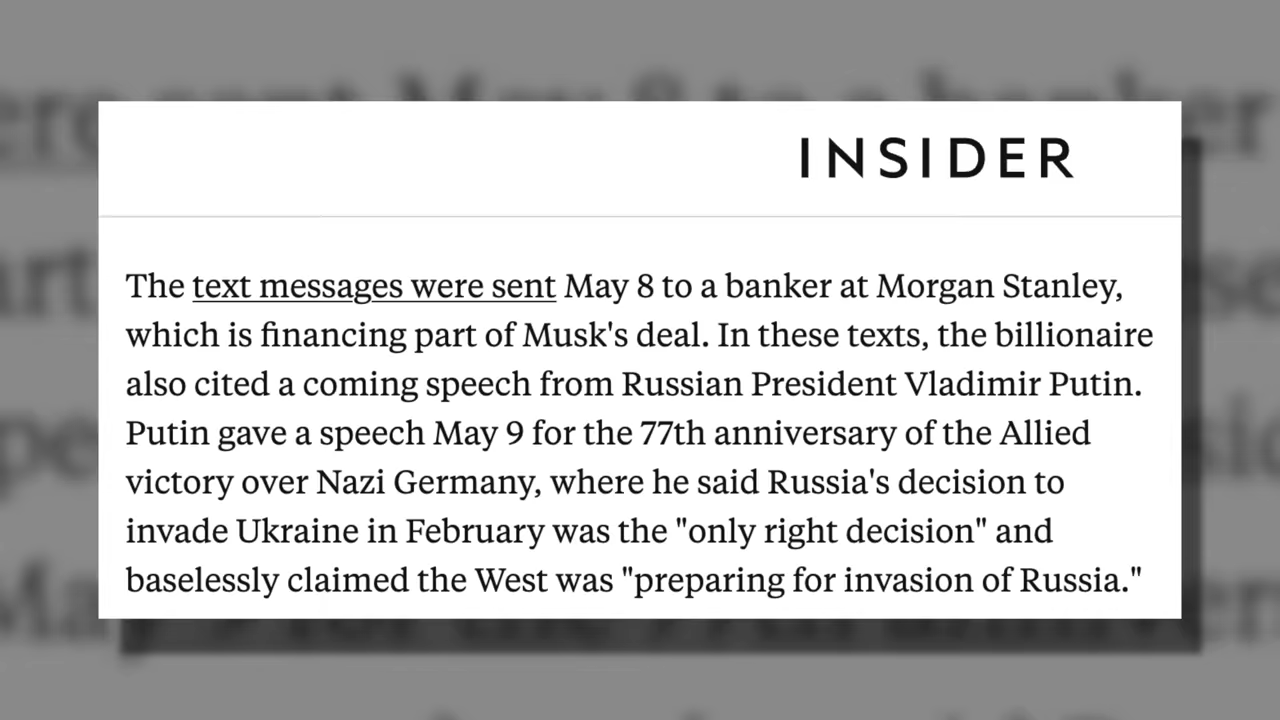 INSIDER
The text messages were sent May 8 to a banker at Morgan Stanley,
which is financing part of Musk's deal. In these texts, the billionaire
also cited a coming speech from Russian President Vladimir Putin.
Putin gave a speech May 9 for the 77th anniversary of the Allied
victory over Nazi Germany, where he said Russia's decision to
invade Ukraine in February was the "only right decision" and
baselessly claimed the West was "preparing for invasion of Russia."